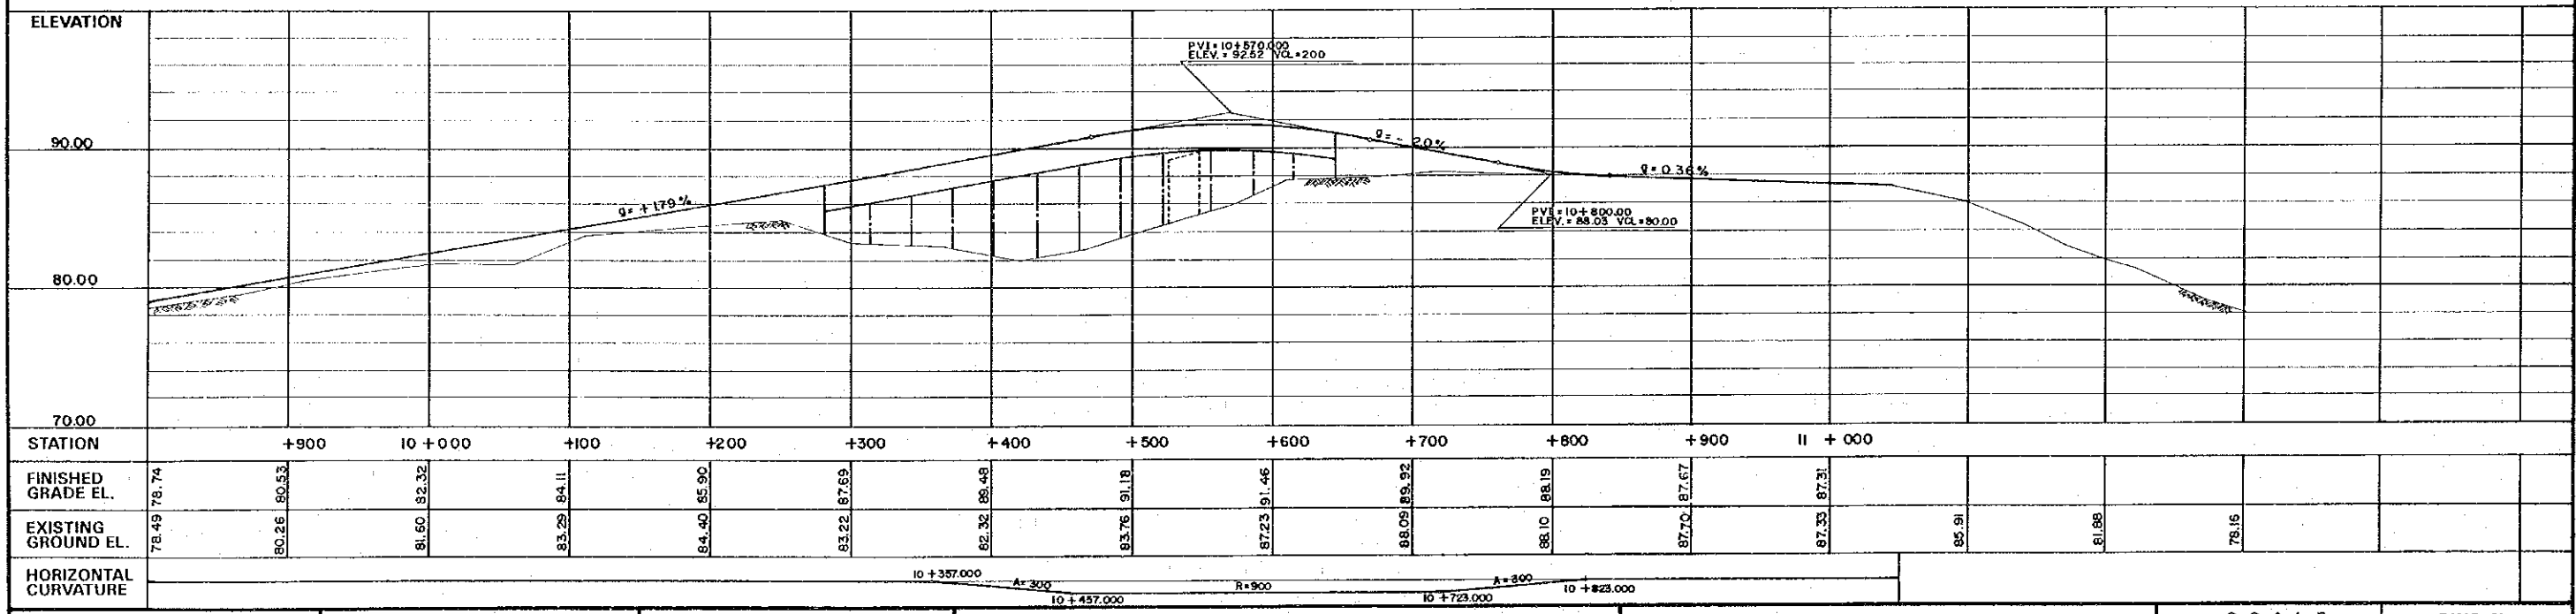 ELEVATION
PVI = 10+570.000
ELEV. = 92.52 VCL = 200
90.00
g = - 2.0%
g = 0.36%
g = + 1.79 %
PVI = 10+800.00
ELEV. = 88.03 VCL = 80.00
80.00
70.00
STATION +900 10 + 000 +100 +200 +300 +400 +500 +600 +700 +800 +900 11 + 000
FINISHED
GRADE EL.
78.74 80.53 82.32 84.11 85.90 87.69 89.48 91.18 91.46 89.92 88.19 87.67 87.31
EXISTING
GROUND EL.
78.49 80.26 81.60 83.29 84.40 83.22 82.32 83.76 87.23 88.09 88.10 87.70 87.33 85.91 81.88 78.16
HORIZONTAL
CURVATURE
10 + 357.000 A = 300 10 + 457.000 R = 900 10 + 723.000 A = 300 10 + 823.000